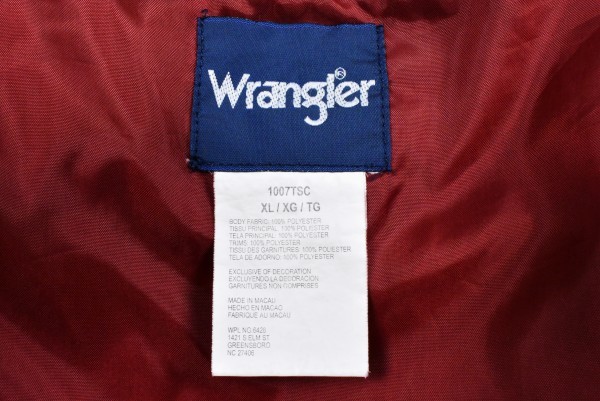 Wrangler®
1007TSC
XL / XG / TG
BODY FABRIC: 100% POLYESTER
TISSU PRINCIPAL: 100% POLYESTER
TELA PRINCIPAL: 100% POLYESTER
TRIMS: 100% POLYESTER
TISSU DES GARNITURES: 100% POLYESTER
TELA DE ADORNO: 100% POLYESTER
EXCLUSIVE OF DECORATION
EXCLUYENDO LA DECORACION
GARNITURES NON COMPRISES
MADE IN MACAU
HECHO EN MACAO
FABRIQUE AU MACAU
WPL NO.6426
1421 S ELM ST
GREENSBORO
NC 27406